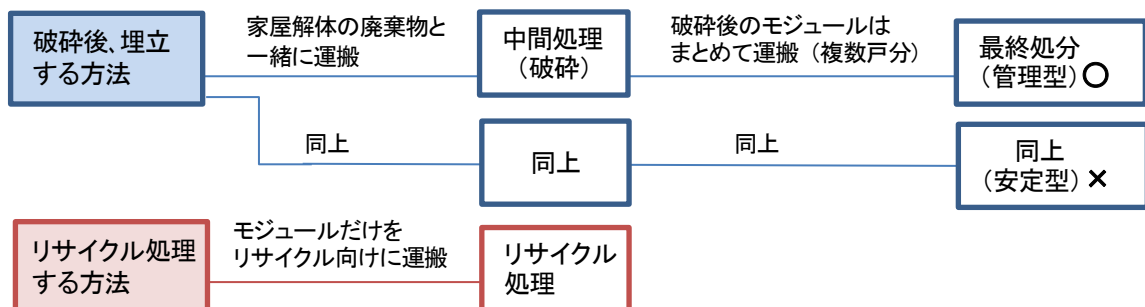 破砕後、埋立
する方法
家屋解体の廃棄物と
一緒に運搬
中間処理
(破砕)
破砕後のモジュールは
まとめて運搬 (複数戸分)
最終処分
(管理型)〇
同上
同上
同上
同上
(安定型)×
リサイクル処理
する方法
モジュールだけを
リサイクル向けに運搬
リサイクル
処理